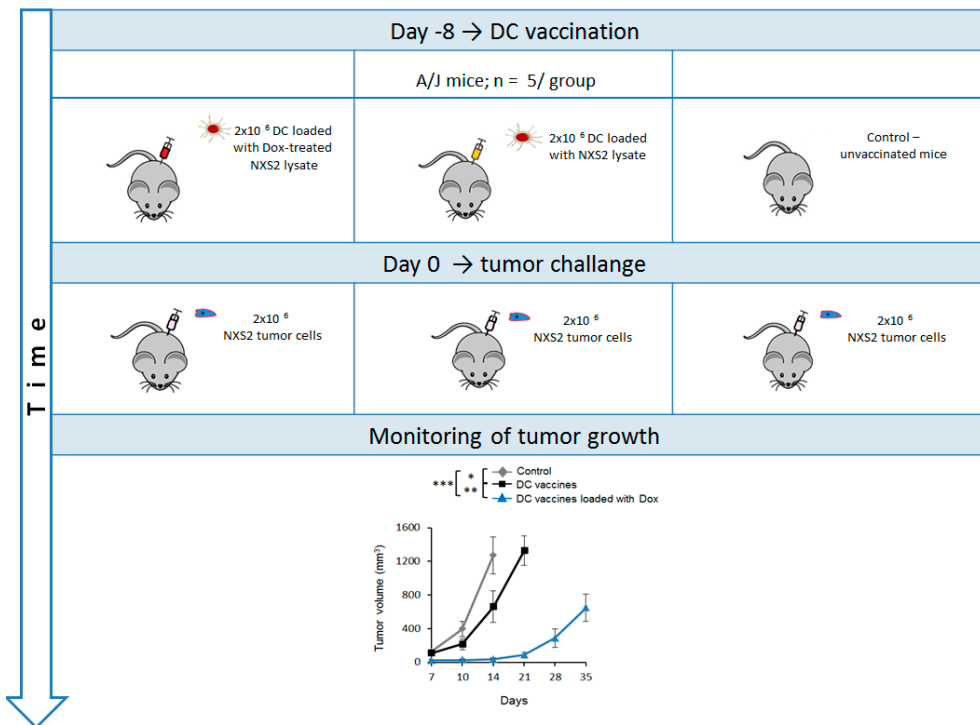 Day -8 → DC vaccination
A/J mice; n = 5/ group
2x10 ⁶ DC loaded
with Dox-treated
NXS2 lysate
2x10 ⁶ DC loaded
with NXS2 lysate
Control –
unvaccinated mice
Day 0 → tumor challange
2x10 ⁶
NXS2 tumor cells
2x10 ⁶
NXS2 tumor cells
2x10 ⁶
NXS2 tumor cells
Time
Monitoring of tumor growth
*** * **
Control
DC vaccines
DC vaccines loaded with Dox
Tumor volume (mm³)
1600
1200
800
400
0
7 10 14 21 28 35
Days